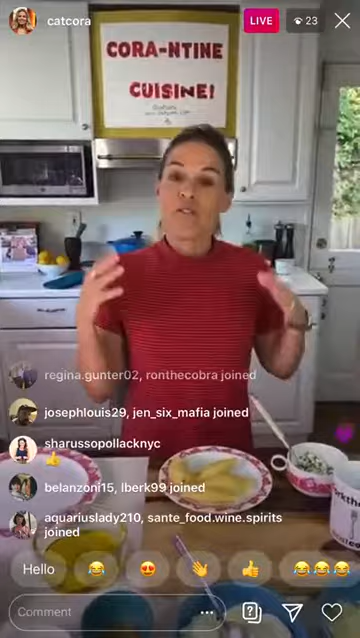 catcora
LIVE
23
CORA-NTINE
CUISINE!
regina.gunter02, ronthecobra joined
josephlouis29, jen_six_mafia joined
sharussopollacknyc
👍
belanzoni15, lberk99 joined
aquariuslady210, sante_food.wine.spirits
joined
Hello 😂 😍 👋 👍 😂😂😂
Comment